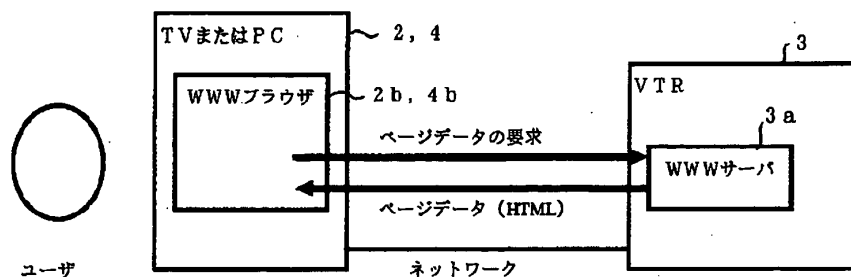 TVまたはPC
2, 4
3
WWWブラウザ
2b, 4b
VTR
3a
ページデータの要求
WWWサーバ
ページデータ (HTML)
ユーザ
ネットワーク